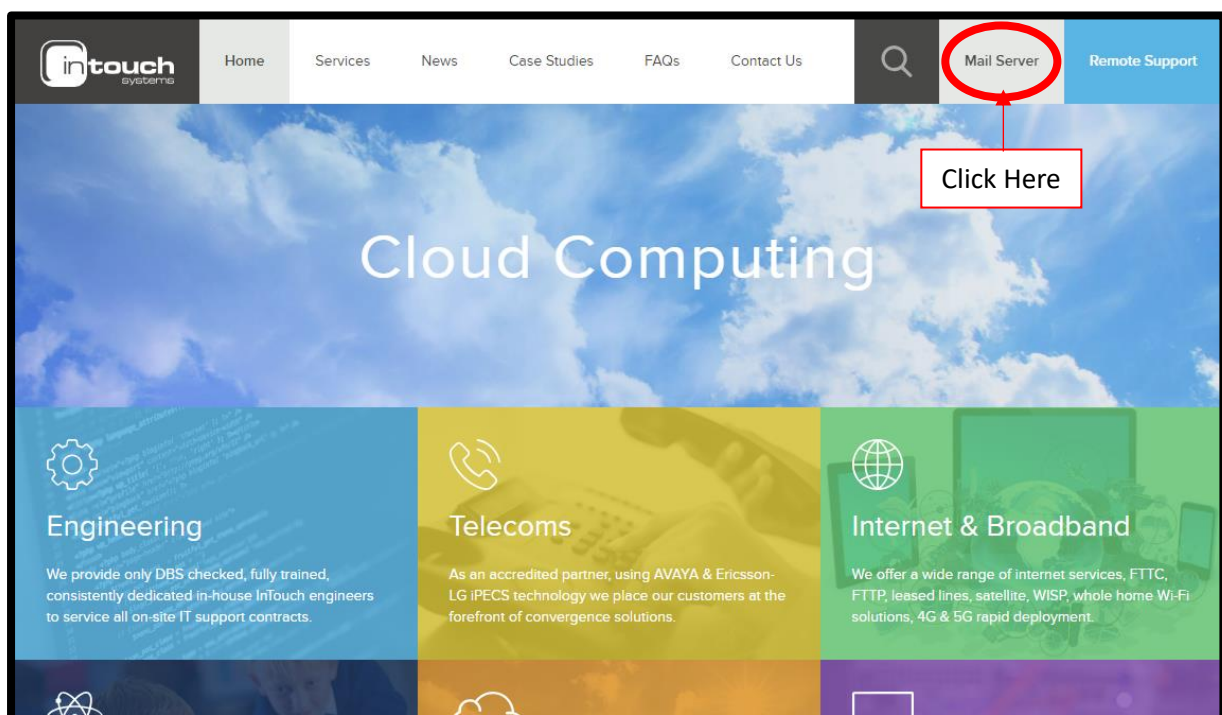 intouch
systems
Home
Services
News
Case Studies
FAQs
Contact Us
Mail Server
Remote Support
Click Here
Cloud Computing
Engineering
We provide only DBS checked, fully trained,
consistently dedicated in-house InTouch engineers
to service all on-site IT support contracts.
Telecoms
As an accredited partner, using AVAYA & Ericsson-
LG iPECS technology we place our customers at the
forefront of convergence solutions.
Internet & Broadband
We offer a wide range of internet services, FTTC,
FTTP, leased lines, satellite, WISP, whole home Wi-Fi
solutions, 4G & 5G rapid deployment.